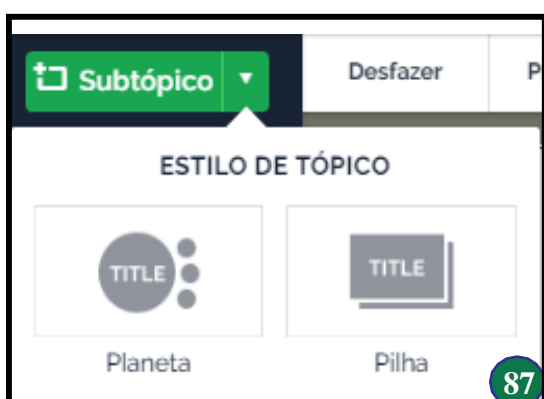 Subtópico
Desfazer
P
ESTILO DE TÓPICO
TITLE
TITLE
Planeta
Pilha
87